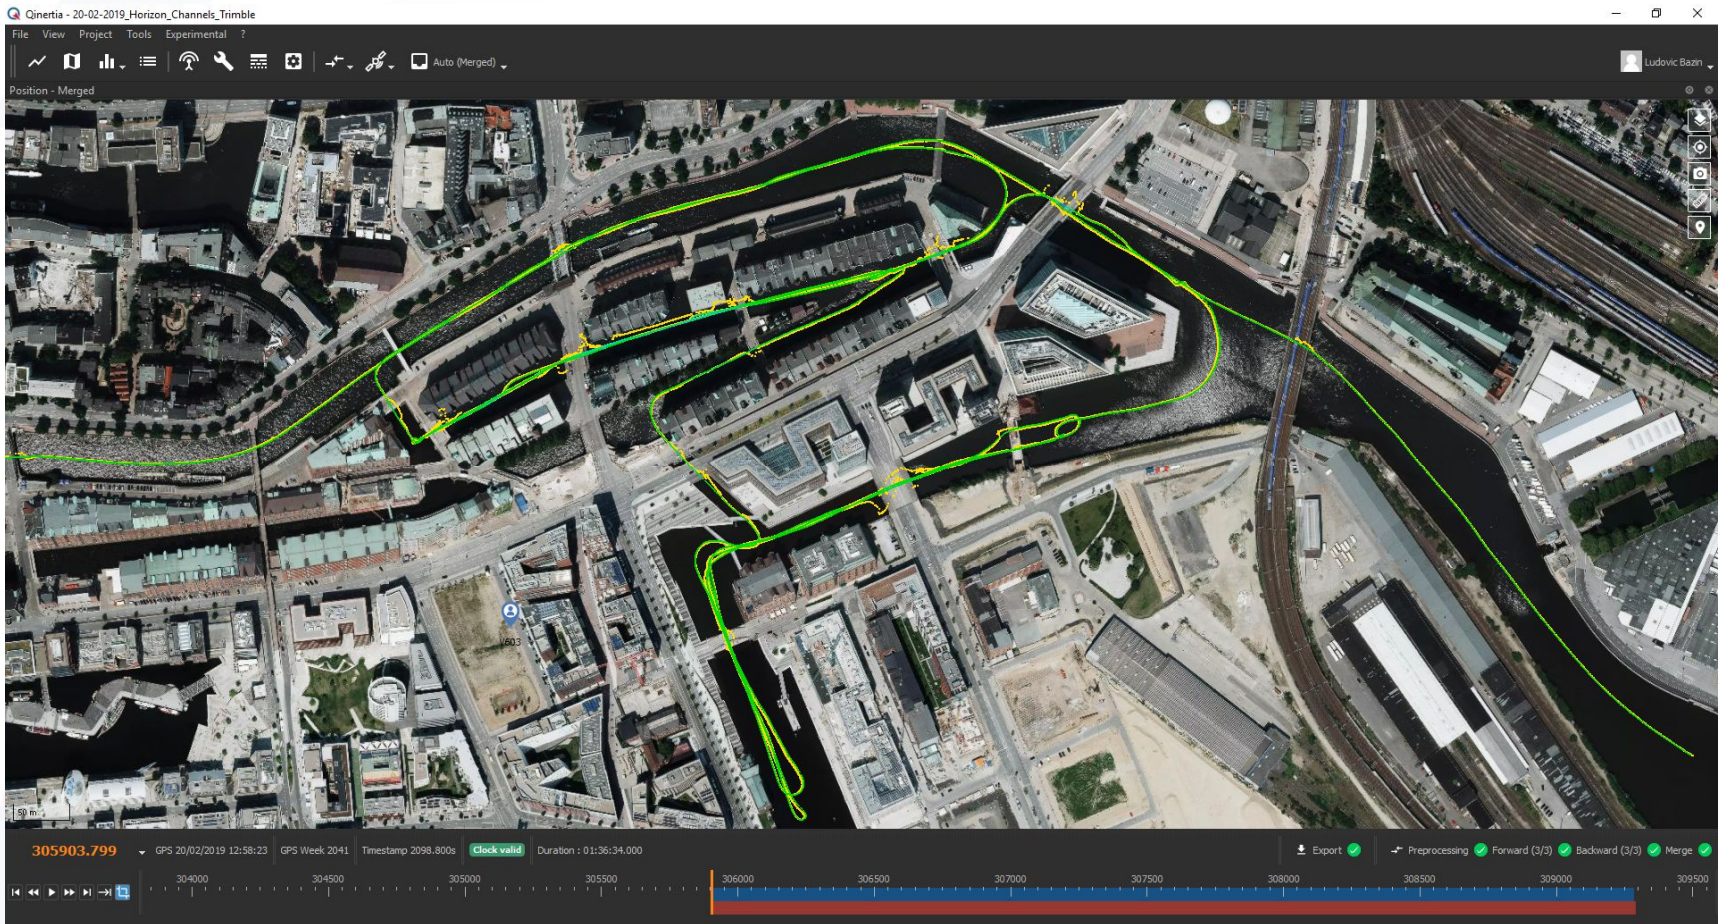 Qinertia - 20-02-2019_Horizon_Channels_Trimble
File View Project Tools Experimental ?
Auto (Merged)
Ludovic Bazin
Position - Merged
V603
50 m
305903.799 GPS 20/02/2019 12:58:23 GPS Week 2041 Timestamp 2098.800s Clock valid Duration : 01:36:34.000 Export Preprocessing Forward (3/3) Backward (3/3) Merge
304000 304500 305000 305500 306000 306500 307000 307500 308000 308500 309000 309500